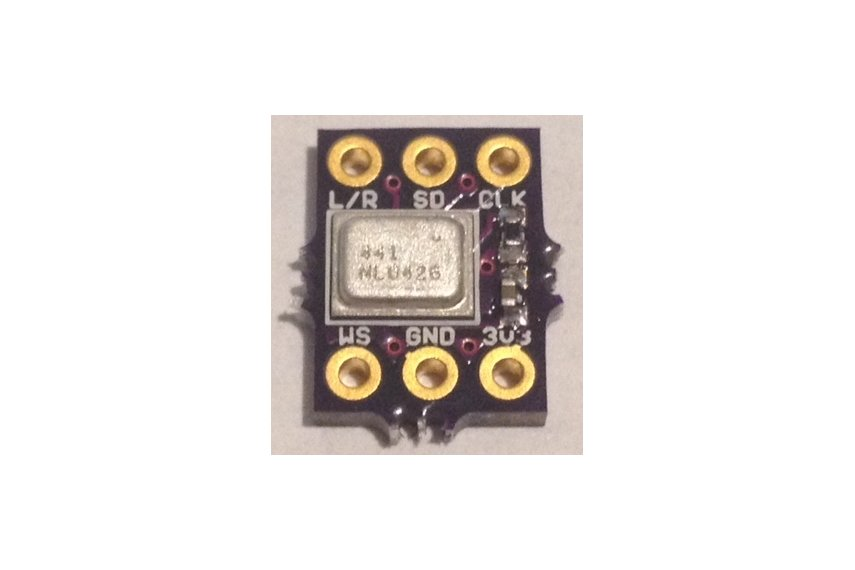 L/R SD CLK
441
NLU426
WS GND 3V3